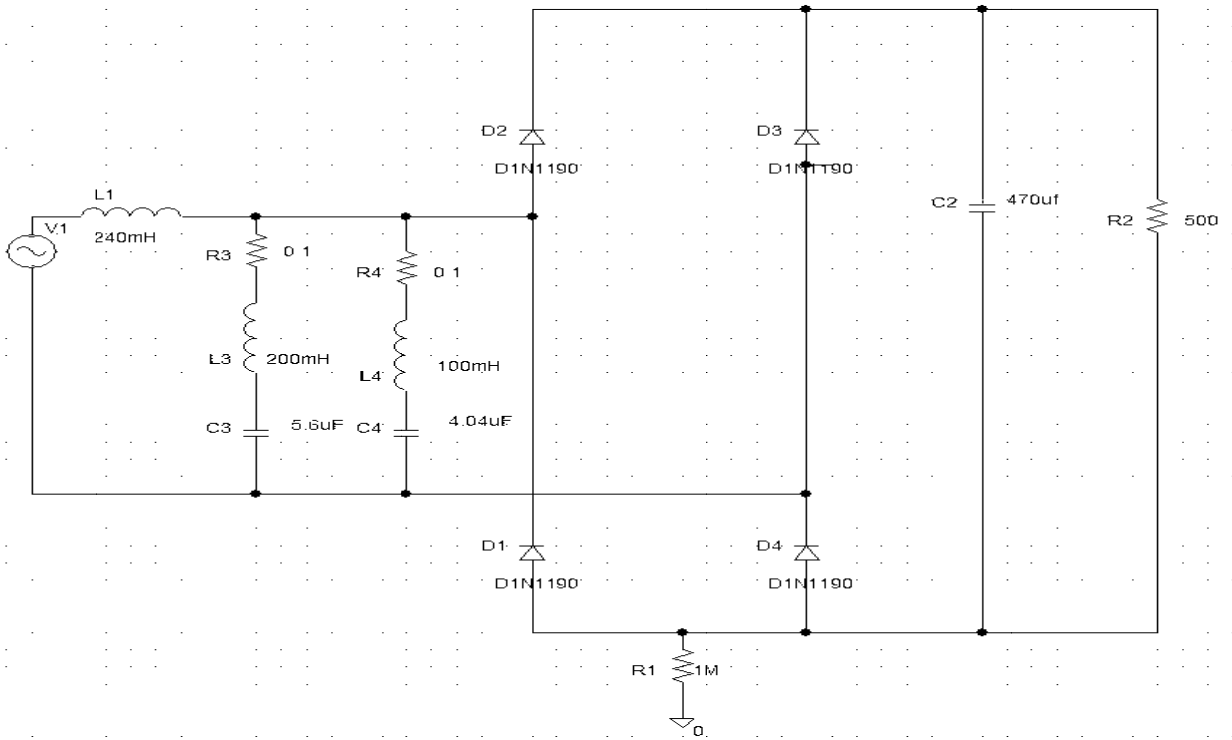 D2
D3
D1N1190
D1N1190
L1
V1
240mH
C2
470uf
R2
500
R3
0 1
R4
0 1
L3
200mH
L4
100mH
C3
5.6uF
C4
4.04uF
D1
D4
D1N1190
D1N1190
R1
1M
0